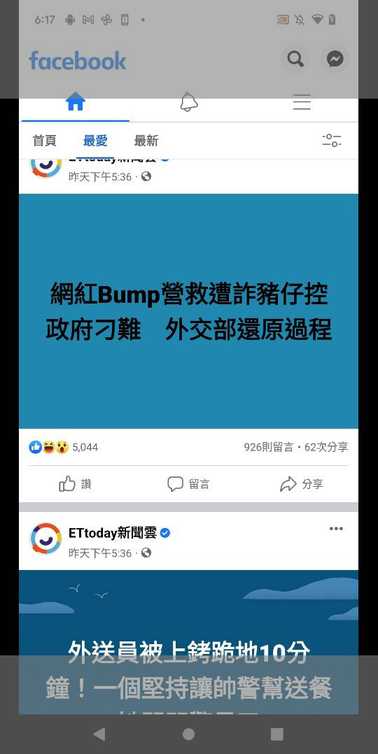 6:17
facebook
首頁 最愛 最新
ETtoday新聞雲
昨天下午5:36
網紅Bump營救遭詐豬仔控
政府刁難 外交部還原過程
5,044 926則留言·62次分享
讚 留言 分享
ETtoday新聞雲
昨天下午5:36
外送員被上銬跪地10分
鐘!一個堅持讓帥警幫送餐